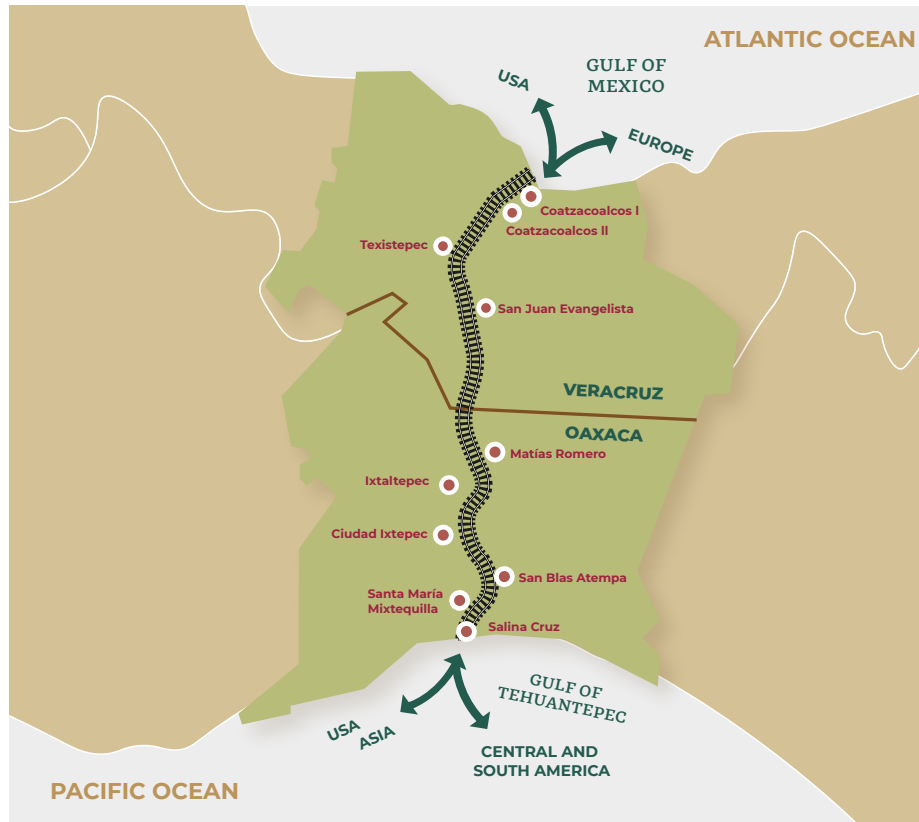 ATLANTIC OCEAN
GULF OF
MEXICO
USA
EUROPE
Coatzacoalcos I
Coatzacoalcos II
Texistepec
San Juan Evangelista
VERACRUZ
OAXACA
Matías Romero
Ixtaltepec
Ciudad Ixtepec
San Blas Atempa
Santa María
Mixtequilla
Salina Cruz
GULF OF
TEHUANTEPEC
USA
ASIA
CENTRAL AND
SOUTH AMERICA
PACIFIC OCEAN